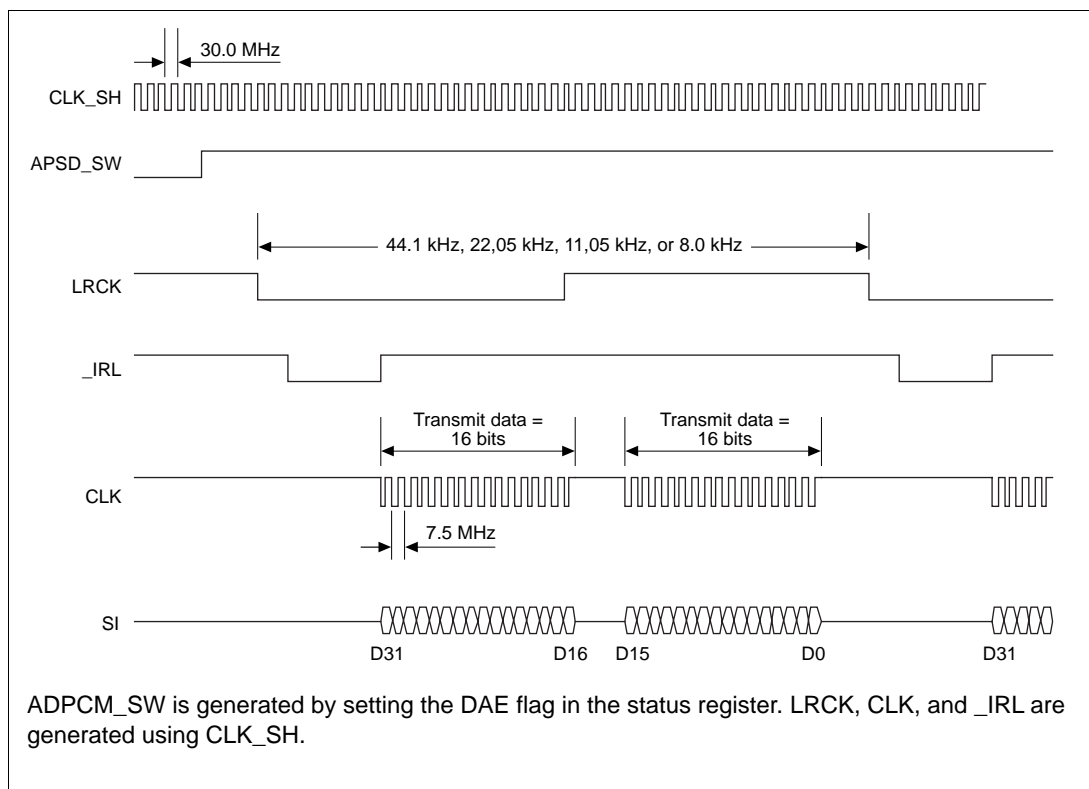 30.0 MHz
CLK_SH
APSD_SW
44.1 kHz, 22,05 kHz, 11,05 kHz, or 8.0 kHz
LRCK
_IRL
Transmit data =
16 bits
Transmit data =
16 bits
CLK
7.5 MHz
SI
D31
D16
D15
D0
D31
ADPCM_SW is generated by setting the DAE flag in the status register. LRCK, CLK, and _IRL are
generated using CLK_SH.